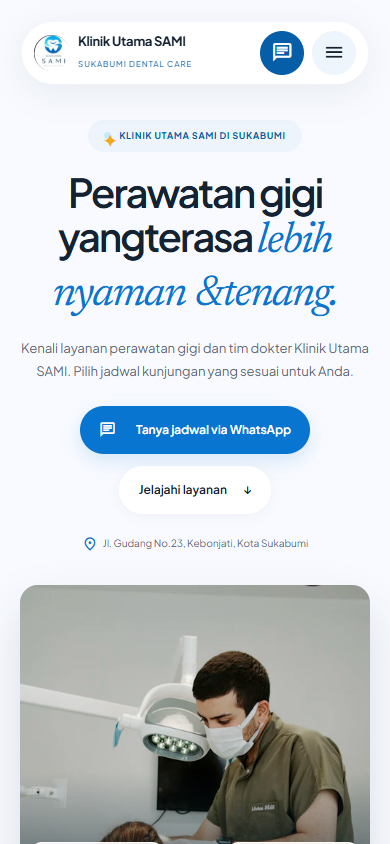 SAMI
Klinik Utama SAMI
SUKABUMI DENTAL CARE
KLINIK UTAMA SAMI DI SUKABUMI
Perawatan gigi
yangterasa lebih
nyaman &tenang.
Kenali layanan perawatan gigi dan tim dokter Klinik Utama
SAMI. Pilih jadwal kunjungan yang sesuai untuk Anda.
Tanya jadwal via WhatsApp
Jelajahi layanan ↓
Jl. Gudang No.23, Kebonjati, Kota Sukabumi